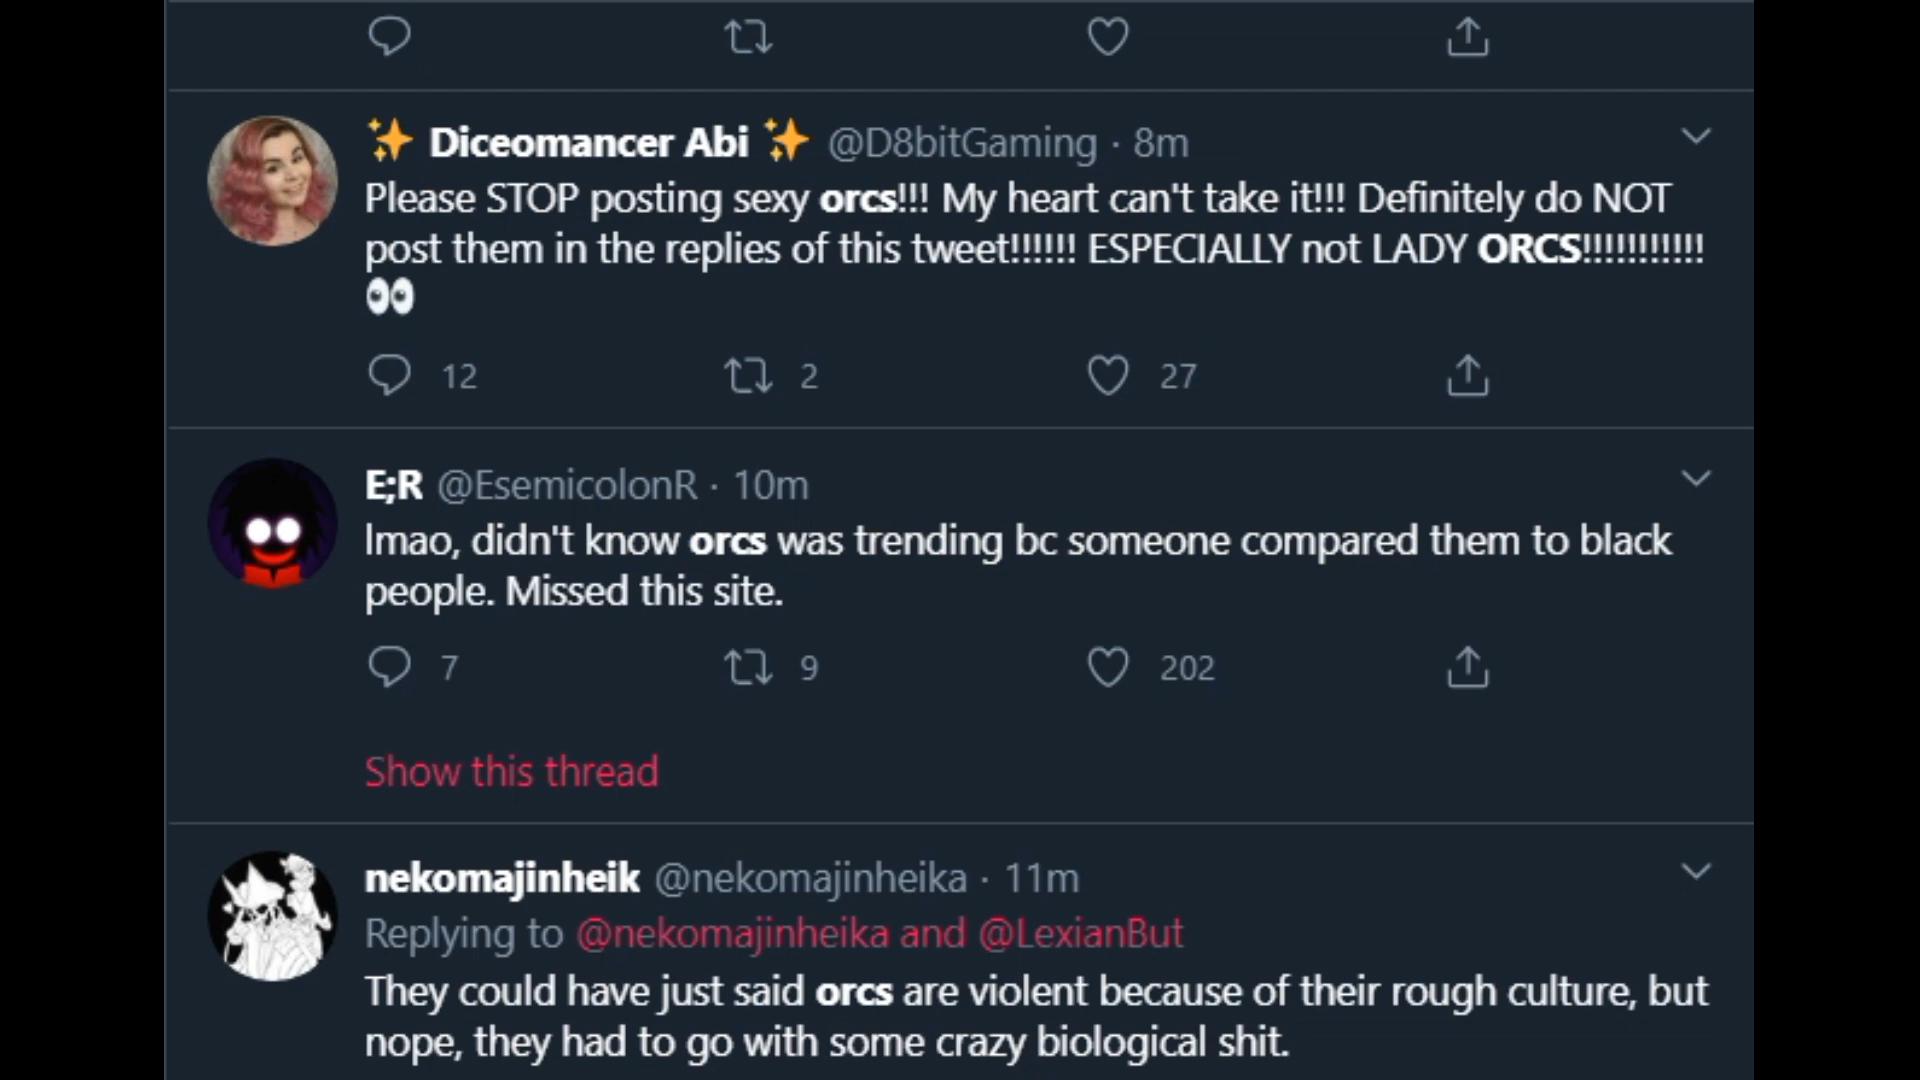 ✨ Diceomancer Abi ✨ @D8bitGaming · 8m
Please STOP posting sexy orcs!!! My heart can't take it!!! Definitely do NOT
post them in the replies of this tweet!!!!!! ESPECIALLY not LADY ORCS!!!!!!!!!!!
👀
12 2 27
E;R @EsemicolonR · 10m
lmao, didn't know orcs was trending bc someone compared them to black
people. Missed this site.
7 9 202
Show this thread
nekomajinheik @nekomajinheika · 11m
Replying to @nekomajinheika and @LexianBut
They could have just said orcs are violent because of their rough culture, but
nope, they had to go with some crazy biological shit.